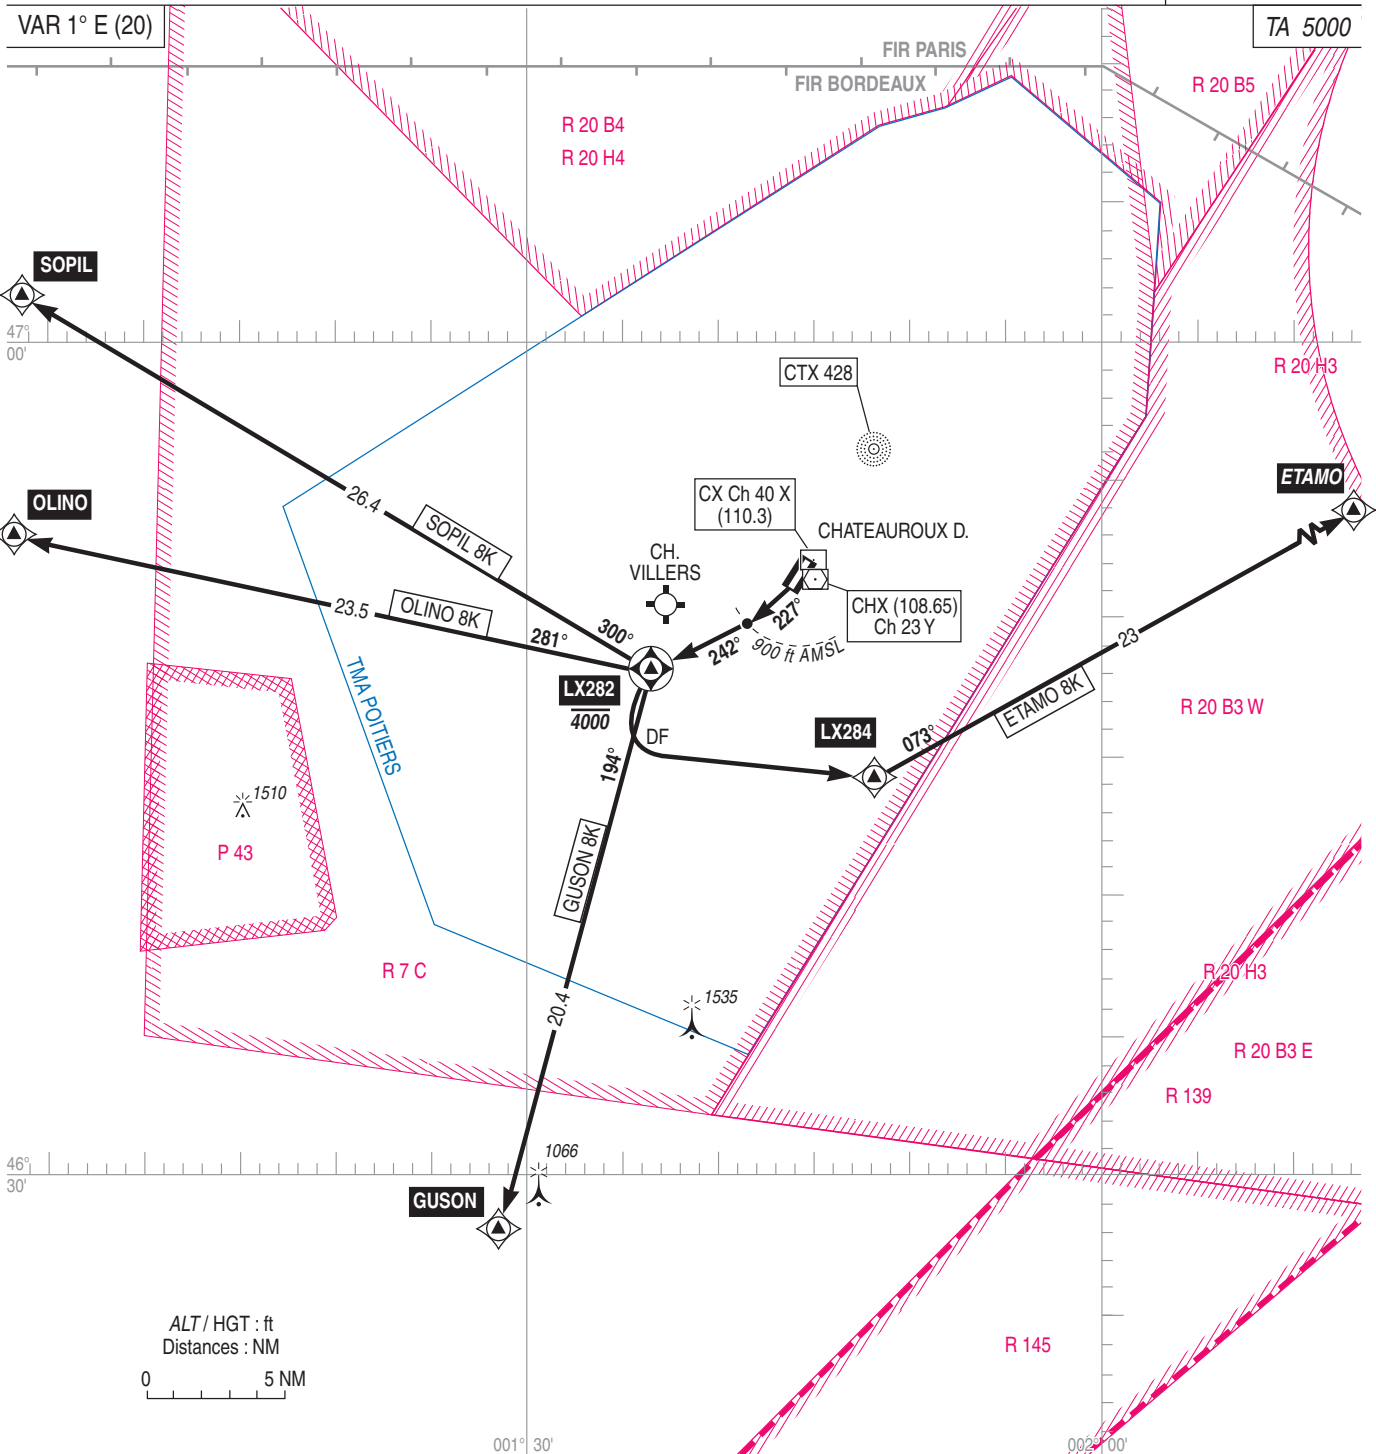 VAR 1° E (20)
TA 5000
FIR PARIS
FIR BORDEAUX
R 20 B5
R 20 B4
R 20 H4
SOPIL
47°
00'
CTX 428
R 20 H3
ETAMO
OLINO
26.4
CX Ch 40 X
(110.3)
CHATEAUROUX D.
SOPIL 8K
CH.
VILLERS
CHX (108.65)
Ch 23 Y
23.5
OLINO 8K
281°
300°
227°
242°
900 ft AMSL
23
LX282
4000
TMA POITIERS
ETAMO 8K
R 20 B3 W
LX284
073°
DF
194°
1510
P 43
GUSON 8K
R 7 C
R 20 H3
1535
20.4
R 20 B3 E
R 139
1066
46°
30'
GUSON
ALT / HGT : ft
Distances : NM
0 5 NM
R 145
001° 30'
002° 00'